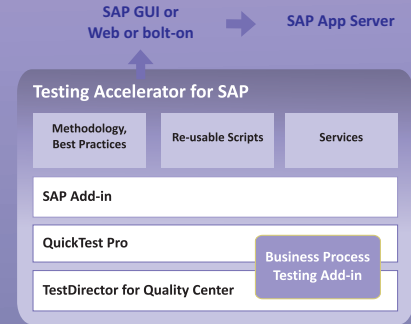 SAP GUI or
Web or bolt-on
SAP App Server
Testing Accelerator for SAP
Methodology,
Best Practices
Re-usable Scripts
Services
SAP Add-in
QuickTest Pro
Business Process
Testing Add-in
TestDirector for Quality Center